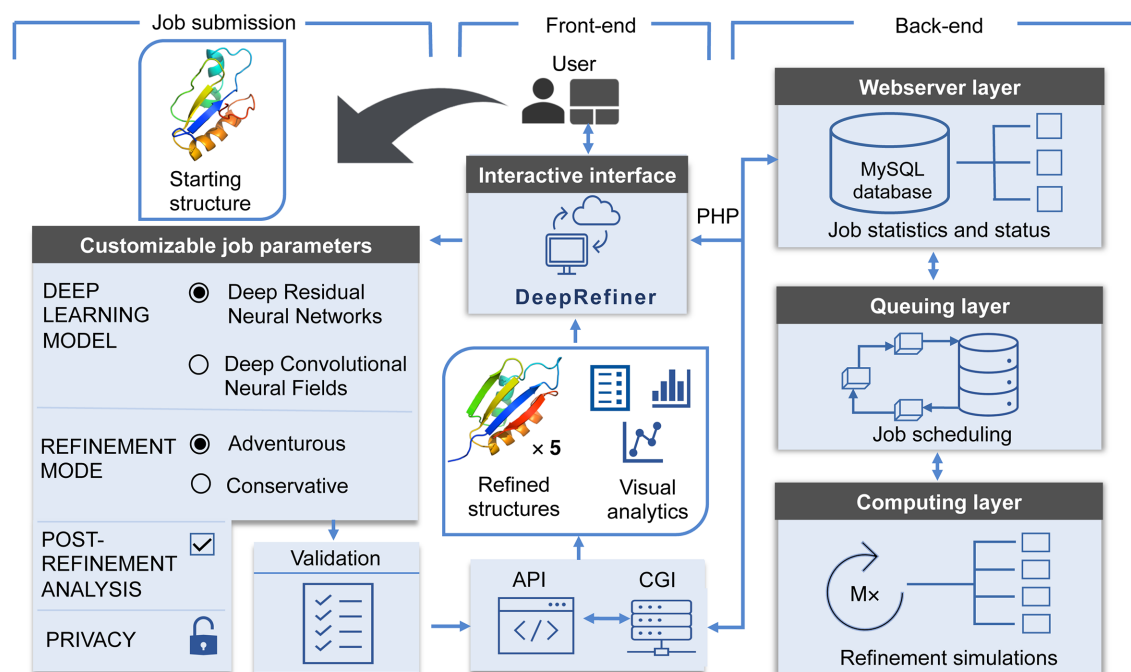 Job submission
Front-end
Back-end
User
Starting
structure
Customizable job parameters
DEEP
LEARNING
MODEL
Deep Residual
Neural Networks
Deep Convolutional
Neural Fields
REFINEMENT
MODE
Adventurous
Conservative
POST-
REFINEMENT
ANALYSIS
PRIVACY
Validation
Interactive interface
DeepRefiner
PHP
× 5
Refined
structures
Visual
analytics
API
CGI
</>
Webserver layer
MySQL
database
Job statistics and status
Queuing layer
Job scheduling
Computing layer
M×
Refinement simulations